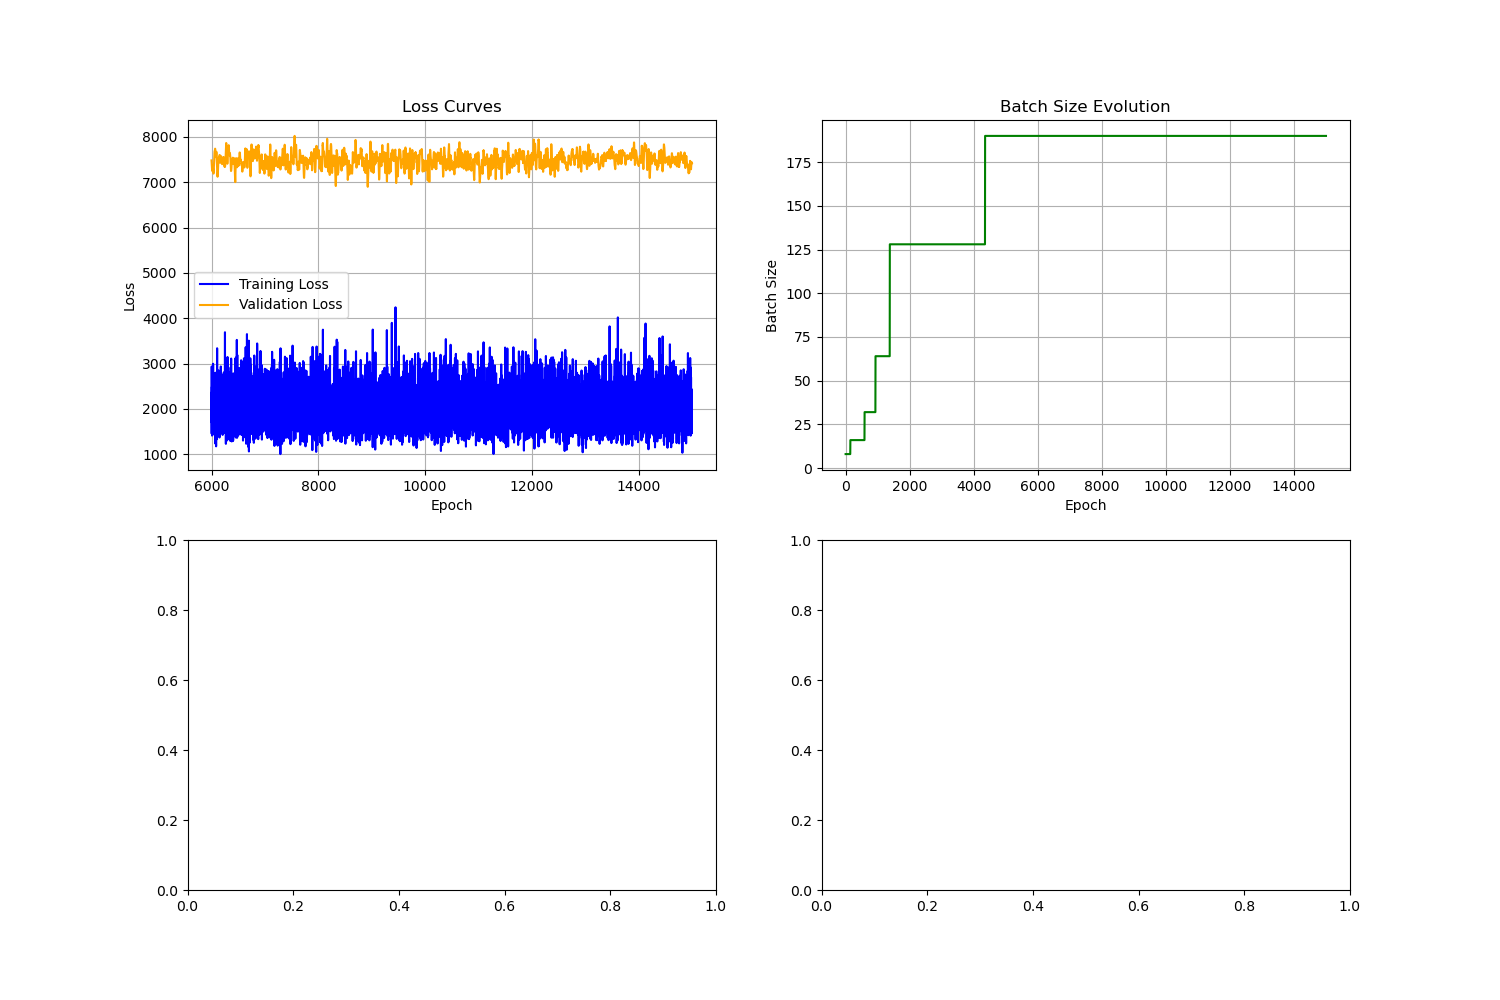 Loss Curves
8000
7000
6000
5000
4000
3000
2000
1000
Loss
Training Loss
Validation Loss
6000 8000 10000 12000 14000
Epoch
Batch Size Evolution
175
150
125
100
75
50
25
0
Batch Size
0 2000 4000 6000 8000 10000 12000 14000
Epoch
1.0
0.8
0.6
0.4
0.2
0.0
0.0 0.2 0.4 0.6 0.8 1.0
1.0
0.8
0.6
0.4
0.2
0.0
0.0 0.2 0.4 0.6 0.8 1.0